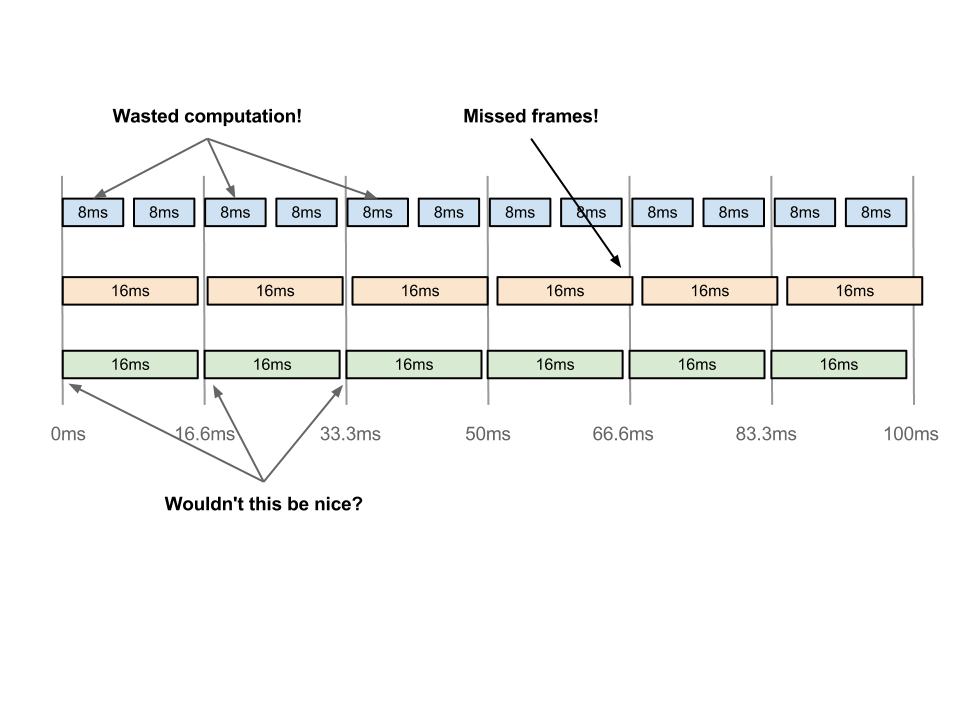 Wasted computation! Missed frames!
8ms 8ms 8ms 8ms 8ms 8ms 8ms 8ms 8ms 8ms 8ms 8ms
16ms 16ms 16ms 16ms 16ms 16ms
16ms 16ms 16ms 16ms 16ms 16ms
0ms 16.6ms 33.3ms 50ms 66.6ms 83.3ms 100ms
Wouldn't this be nice?